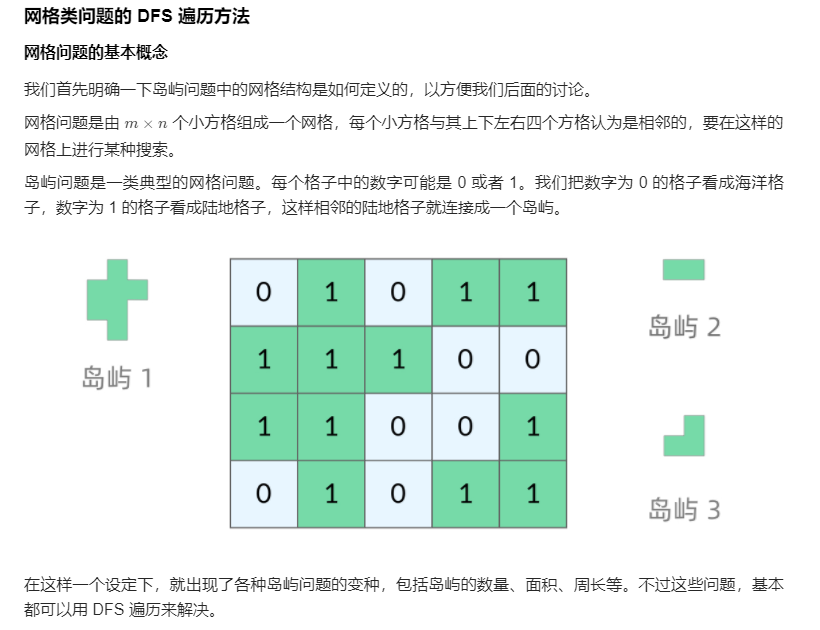 网格类问题的 DFS 遍历方法
网格问题的基本概念
我们首先明确一下岛屿问题中的网格结构是如何定义的，以方便我们后面的讨论。
网格问题是由 m × n 个小方格组成一个网格，每个小方格与其上下左右四个方格认为是相邻的，要在这样的
网格上进行某种搜索。
岛屿问题是一类典型的网格问题。每个格子中的数字可能是 0 或者 1。我们把数字为 0 的格子看成海洋格
子，数字为 1 的格子看成陆地格子，这样相邻的陆地格子就连接成一个岛屿。
岛屿 1
0 1 0 1 1
1 1 1 0 0
1 1 0 0 1
0 1 0 1 1
岛屿 2
岛屿 3
在这样一个设定下，就出现了各种岛屿问题的变种，包括岛屿的数量、面积、周长等。不过这些问题，基本
都可以用 DFS 遍历来解决。